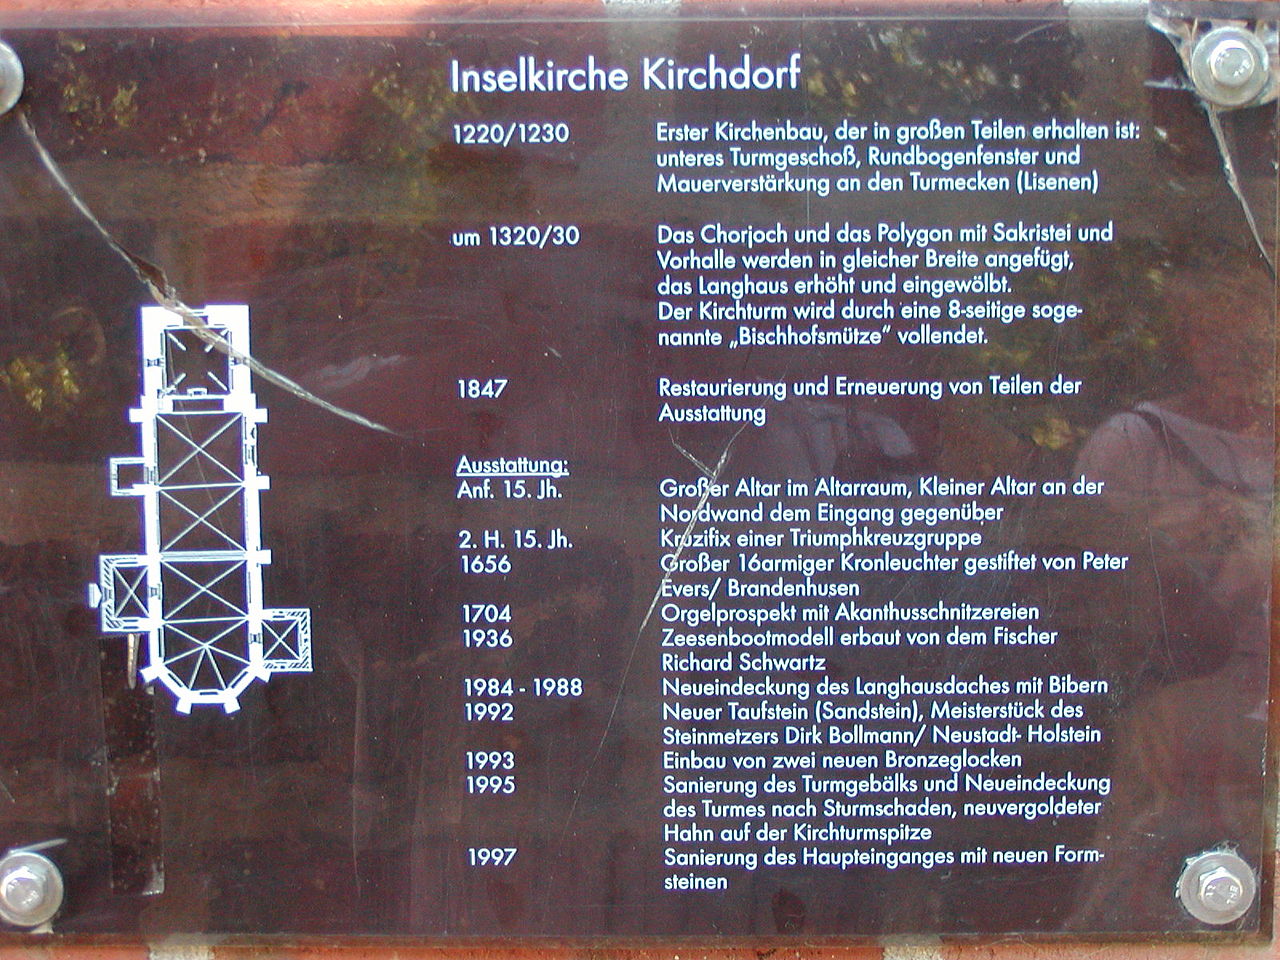 Inselkirche Kirchdorf
1220/1230 Erster Kirchenbau, der in großen Teilen erhalten ist:
unteres Turmgeschoß, Rundbogenfenster und
Mauerverstärkung an den Turmecken (Lisenen)
um 1320/30 Das Chorjoch und das Polygon mit Sakristei und
Vorhalle werden in gleicher Breite angefügt,
das Langhaus erhöht und eingewölbt.
Der Kirchturm wird durch eine 8-seitige soge-
nannte „Bischhofsmütze“ vollendet.
1847 Restaurierung und Erneuerung von Teilen der
Ausstattung
Ausstattung:
Anf. 15. Jh. Großer Altar im Altarraum, Kleiner Altar an der
Nordwand dem Eingang gegenüber
2. H. 15. Jh. Kruzifix einer Triumphkreuzgruppe
1656 Großer 16armiger Kronleuchter gestiftet von Peter
Evers/ Brandenhusen
1704 Orgelprospekt mit Akanthusschnitzereien
1936 Zeesenbootmodell erbaut von dem Fischer
Richard Schwartz
1984 - 1988 Neueindeckung des Langhausdaches mit Bibern
1992 Neuer Taufstein (Sandstein), Meisterstück des
Steinmetzers Dirk Bollmann/ Neustadt- Holstein
1993 Einbau von zwei neuen Bronzeglocken
1995 Sanierung des Turmgebälks und Neueindeckung
des Turmes nach Sturmschaden, neuvergoldeter
Hahn auf der Kirchturmspitze
1997 Sanierung des Haupteinganges mit neuen Form-
steinen